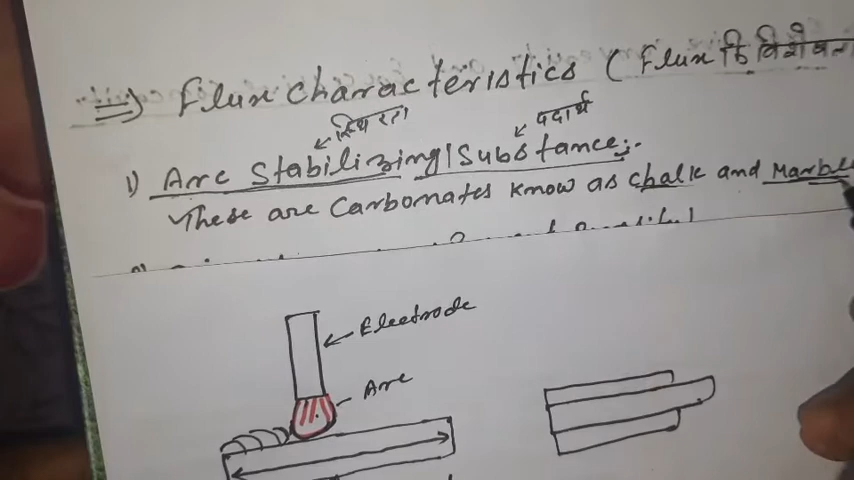 ⇒ Flux characteristics ( Flux कि विशेषता
स्थिरता
पदार्थ
1) Arc Stabilizing | Substance :-
These are Carbonates know as chalk and Marble
Electrode
Arc